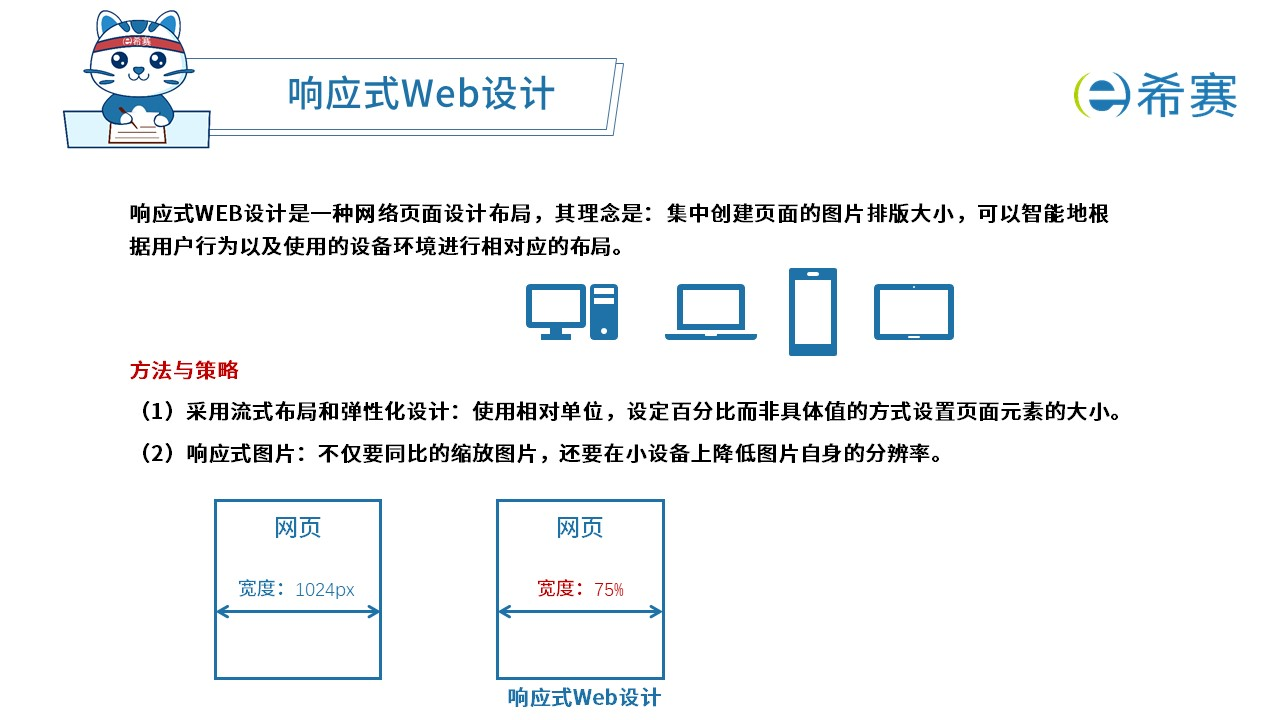 希赛
响应式Web设计
希赛
响应式WEB设计是一种网络页面设计布局，其理念是：集中创建页面的图片排版大小，可以智能地根
据用户行为以及使用的设备环境进行相对应的布局。
方法与策略
（1）采用流式布局和弹性化设计：使用相对单位，设定百分比而非具体值的方式设置页面元素的大小。
（2）响应式图片：不仅要同比的缩放图片，还要在小设备上降低图片自身的分辨率。
网页
网页
宽度：1024px
宽度：75%
响应式Web设计